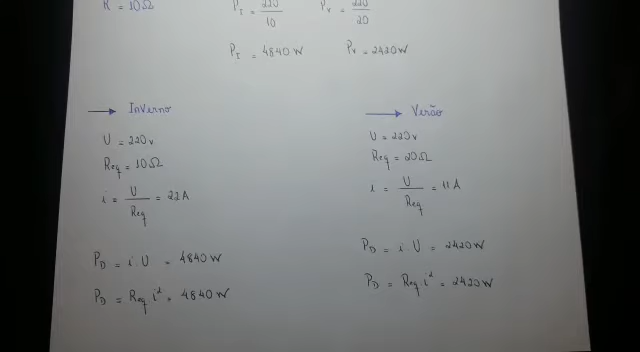 R = 10Ω
P_I = 220/10 P_V = 220/20
P_I = 4840 W P_V = 2420 W
→ Inverno
U = 220v
Req = 10Ω
i = U/Req = 22A
P_D = i.U = 4840 W
P_D = Req.i² = 4840 W
→ Verão
U = 220v
Req = 20Ω
i = U/Req = 11 A
P_D = i.U = 2420 W
P_D = Req.i² = 2420 W